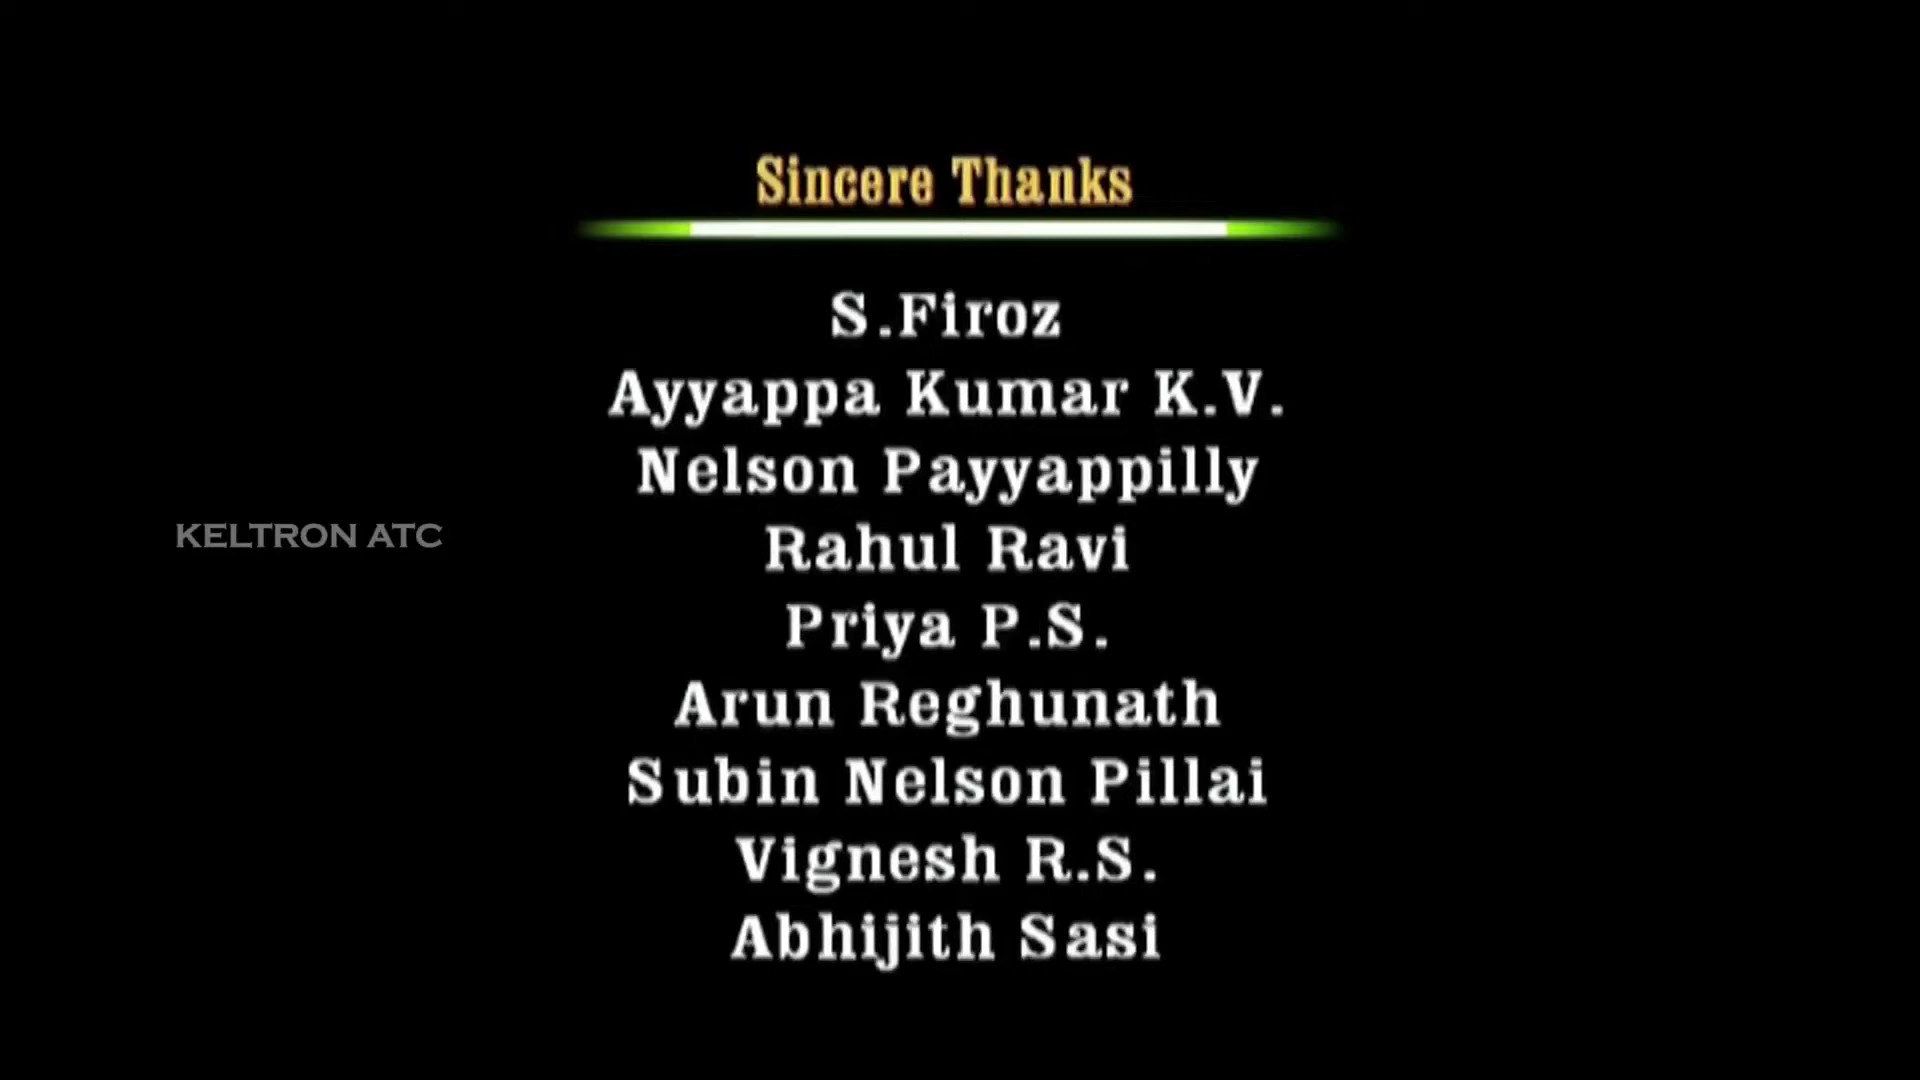 Sincere Thanks
S.Firoz
Ayyappa Kumar K.V.
Nelson Payyappilly
KELTRON ATC
Rahul Ravi
Priya P.S.
Arun Reghunath
Subin Nelson Pillai
Vignesh R.S.
Abhijith Sasi